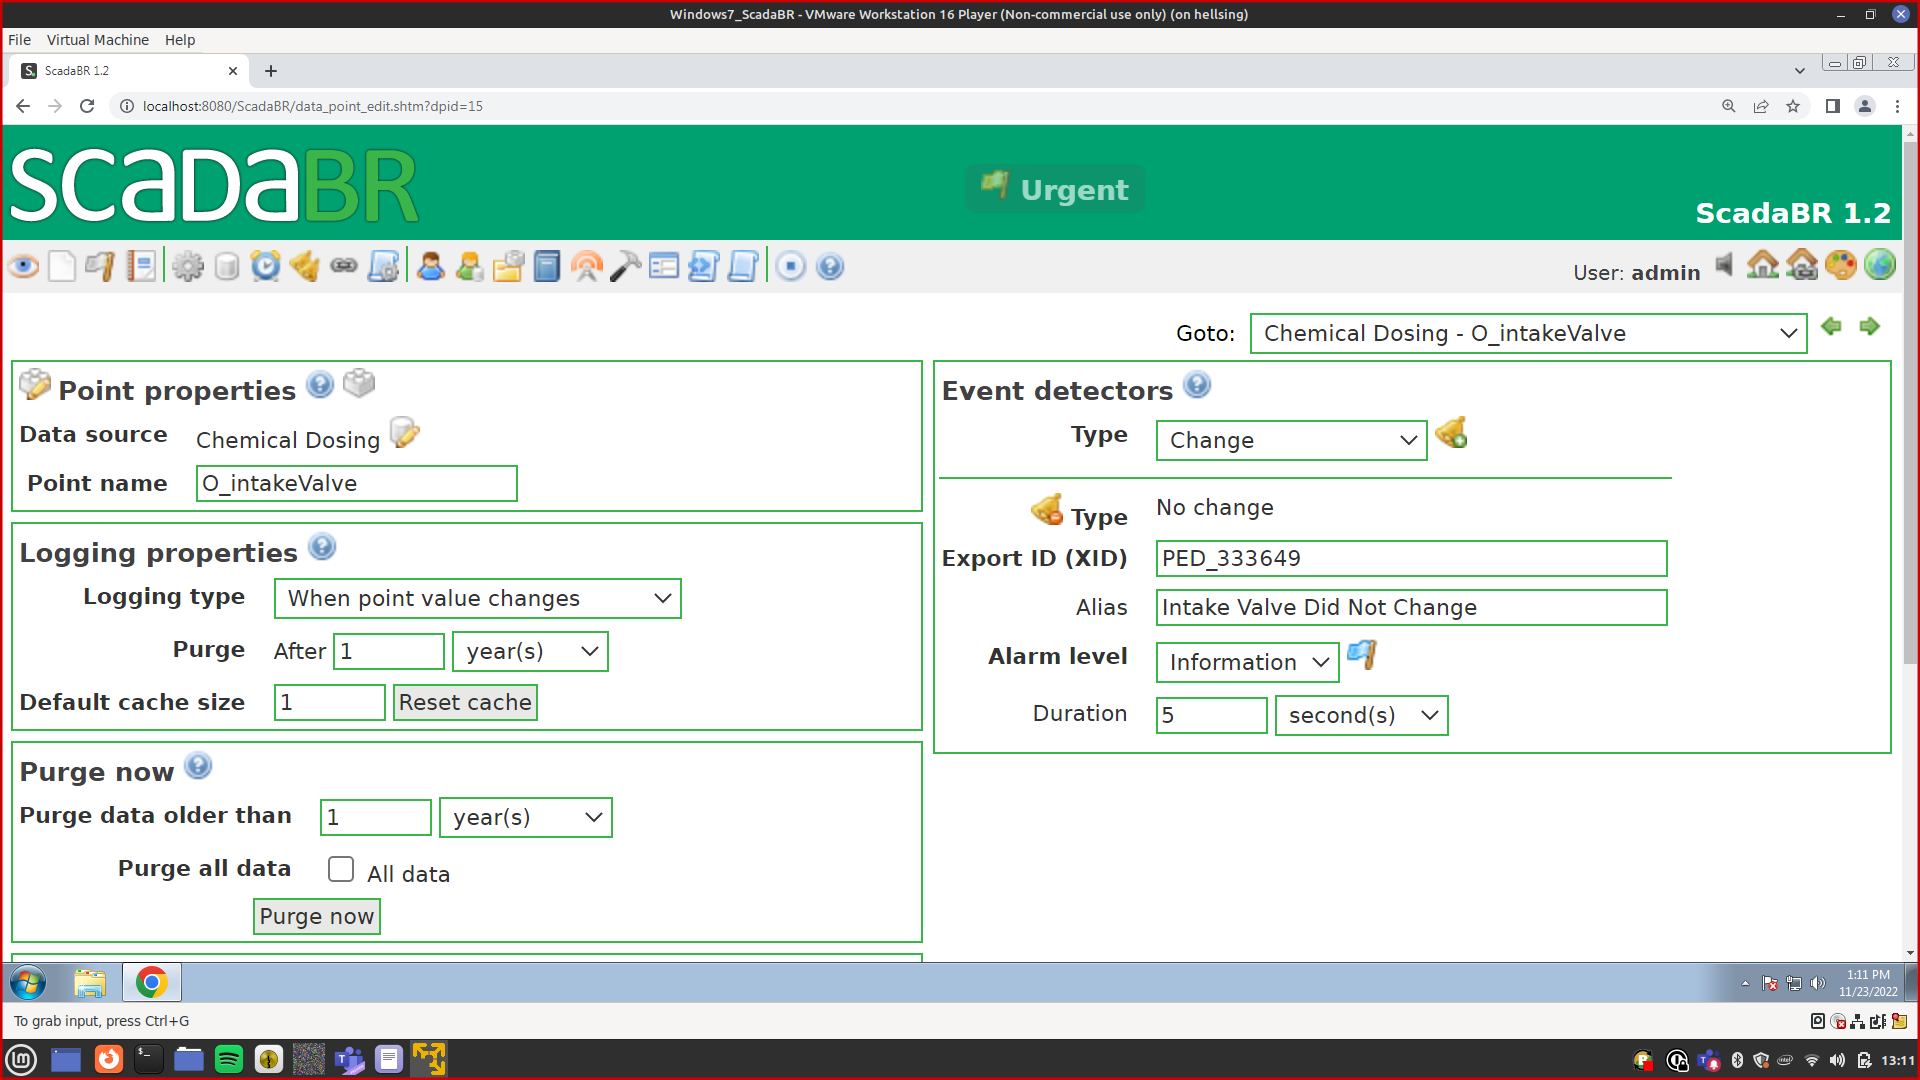 Windows7_ScadaBR - VMware Workstation 16 Player (Non-commercial use only) (on hellsing)
File Virtual Machine Help
S. ScadaBR 1.2
localhost:8080/ScadaBR/data_point_edit.shtm?dpid=15
ScadaBR
Urgent
ScadaBR 1.2
User: admin
Goto: Chemical Dosing - O_intakeValve
Point properties
Data source Chemical Dosing
Point name O_intakeValve
Logging properties
Logging type When point value changes
Purge After 1 year(s)
Default cache size 1 Reset cache
Purge now
Purge data older than 1 year(s)
Purge all data All data
Purge now
Event detectors
Type Change
Type No change
Export ID (XID) PED_333649
Alias Intake Valve Did Not Change
Alarm level Information
Duration 5 second(s)
1:11 PM
11/23/2022
To grab input, press Ctrl+G
13:11